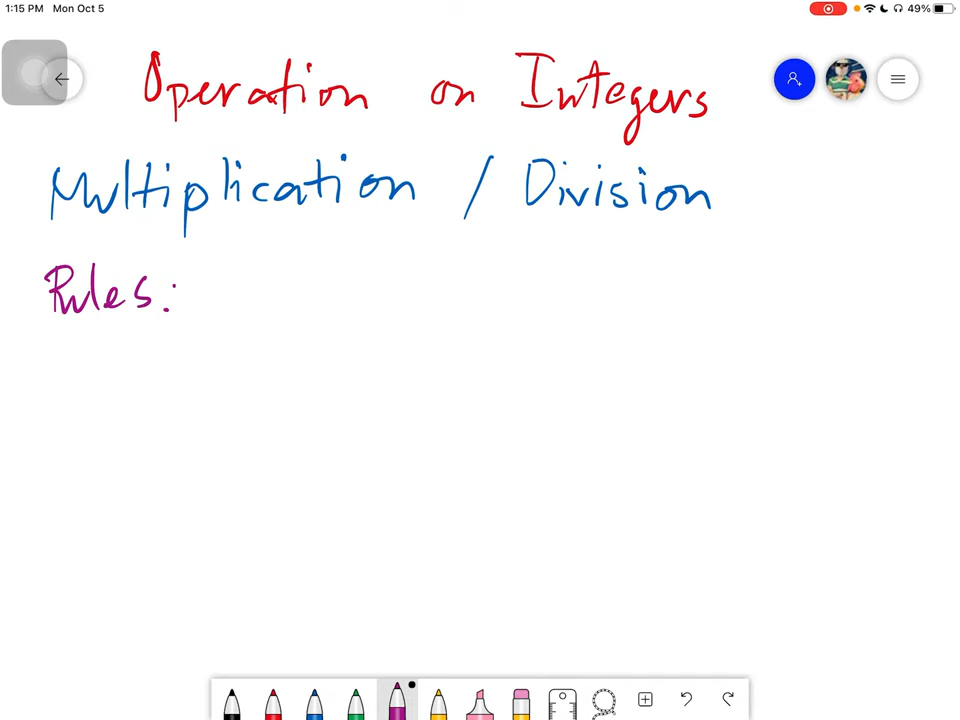 1:15 PM Mon Oct 5 49%
Operation on Integers
Multiplication / Division
Rules: